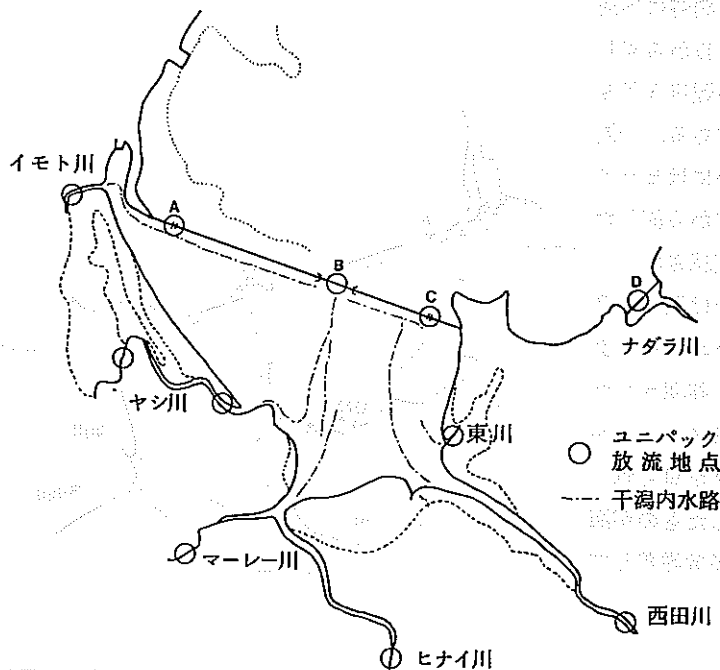 イモト川
A
B
C
D
ナダラ川
ヤシ川
東川
ユニパック
放流地点
干潟内水路
マーレー川
西田川
ヒナイ川